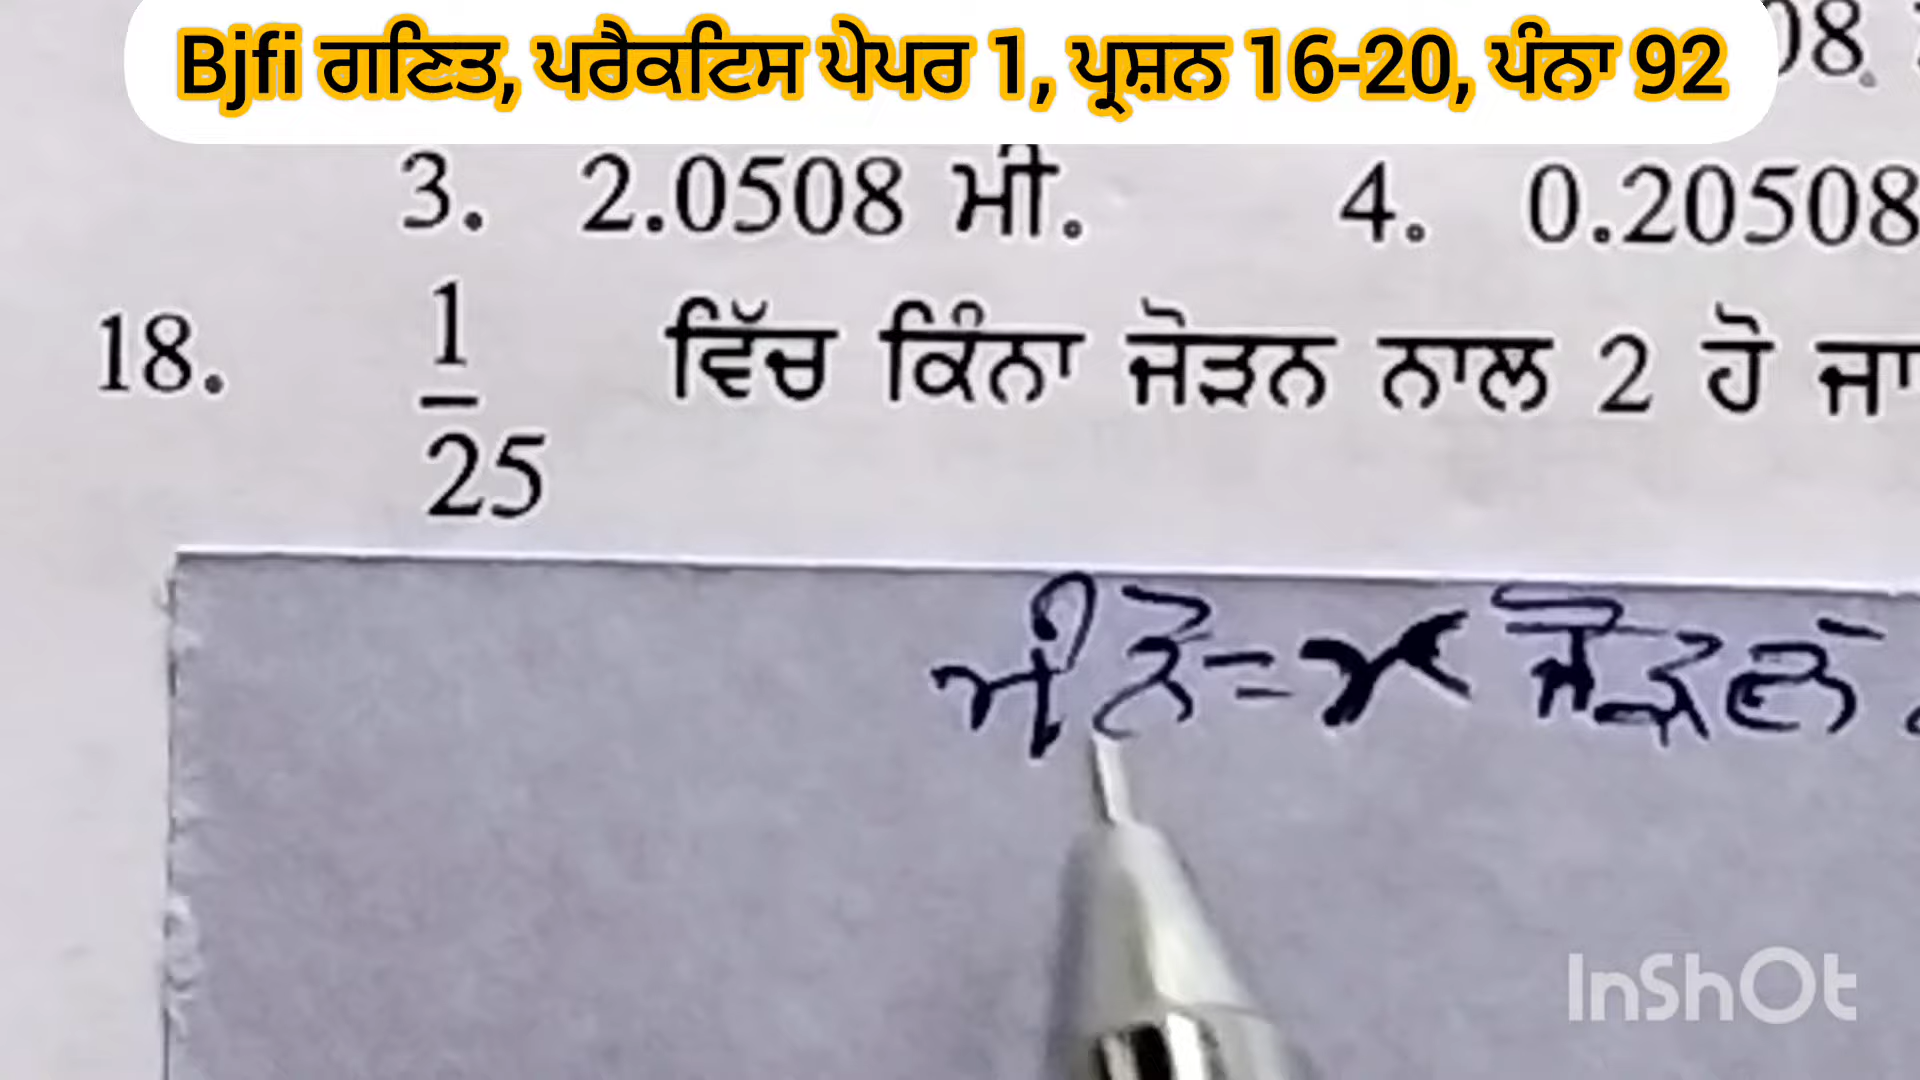 Bjfi ਗਣਿਤ, ਪਰੈਕਟਿਸ ਪੇਪਰ 1, ਪ੍ਰਸ਼ਨ 16-20, ਪੰਨਾ 92
3. 2.0508 ਮੀ. 4. 0.20508
18. 1/25 ਵਿੱਚ ਕਿੰਨਾ ਜੋੜਨ ਨਾਲ 2 ਹੋ ਜਾ
ਮੰਨੋ = x ਜੋੜਣੇ
InShOt